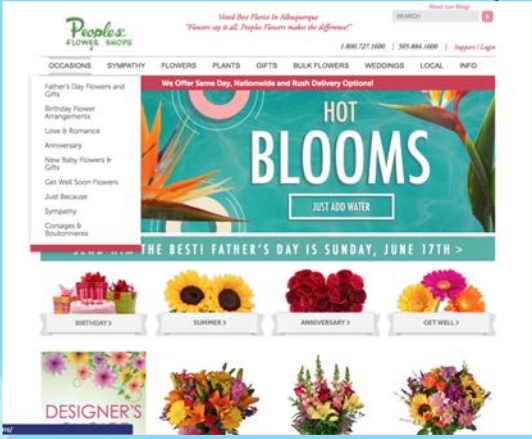 Read our blog!
Voted Best Florist In Albuquerque
"Flowers say it all, Peoples Flowers makes the difference!"
SEARCH
Peoples
FLOWER SHOPS
1.800.727.1600 | 505.884.1600 | Support / Login
OCCASIONS SYMPATHY FLOWERS PLANTS GIFTS BULK FLOWERS WEDDINGS LOCAL INFO
We Offer Same Day, Nationwide and Rush Delivery Options!
Father's Day Flowers and
Gifts
Birthday Flower
Arrangements
Love & Romance
Anniversary
New Baby Flowers &
Gifts
Get Well Soon Flowers
Just Because
Sympathy
Corsages &
Boutonnieres
HOT
BLOOMS
JUST ADD WATER
THE BEST! FATHER'S DAY IS SUNDAY, JUNE 17TH >
BIRTHDAY >
SUMMER >
ANNIVERSARY >
GET WELL >
DESIGNER'S